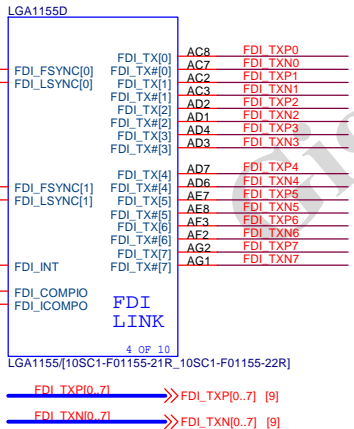 LGA1155D
FDI_TX[0] AC8 FDI_TXP0
FDI_FSYNC[0] FDI_TX#[0] AC7 FDI_TXN0
FDI_LSYNC[0] FDI_TX[1] AC2 FDI_TXP1
FDI_TX#[1] AC3 FDI_TXN1
FDI_TX[2] AD2 FDI_TXP2
FDI_TX#[2] AD1 FDI_TXN2
FDI_TX[3] AD4 FDI_TXP3
FDI_TX#[3] AD3 FDI_TXN3
FDI_TX[4] AD7 FDI_TXP4
FDI_FSYNC[1] FDI_TX#[4] AD6 FDI_TXN4
FDI_LSYNC[1] FDI_TX[5] AE7 FDI_TXP5
FDI_TX#[5] AE8 FDI_TXN5
FDI_TX[6] AF3 FDI_TXP6
FDI_TX#[6] AF2 FDI_TXN6
FDI_TX[7] AG2 FDI_TXP7
FDI_INT FDI_TX#[7] AG1 FDI_TXN7
FDI_COMPIO
FDI_ICOMPO
FDI
LINK
4 OF 10
LGA1155/[10SC1-F01155-21R_10SC1-F01155-22R]
FDI_TXP[0..7] FDI_TXP[0..7] [9]
FDI_TXN[0..7] FDI_TXN[0..7] [9]